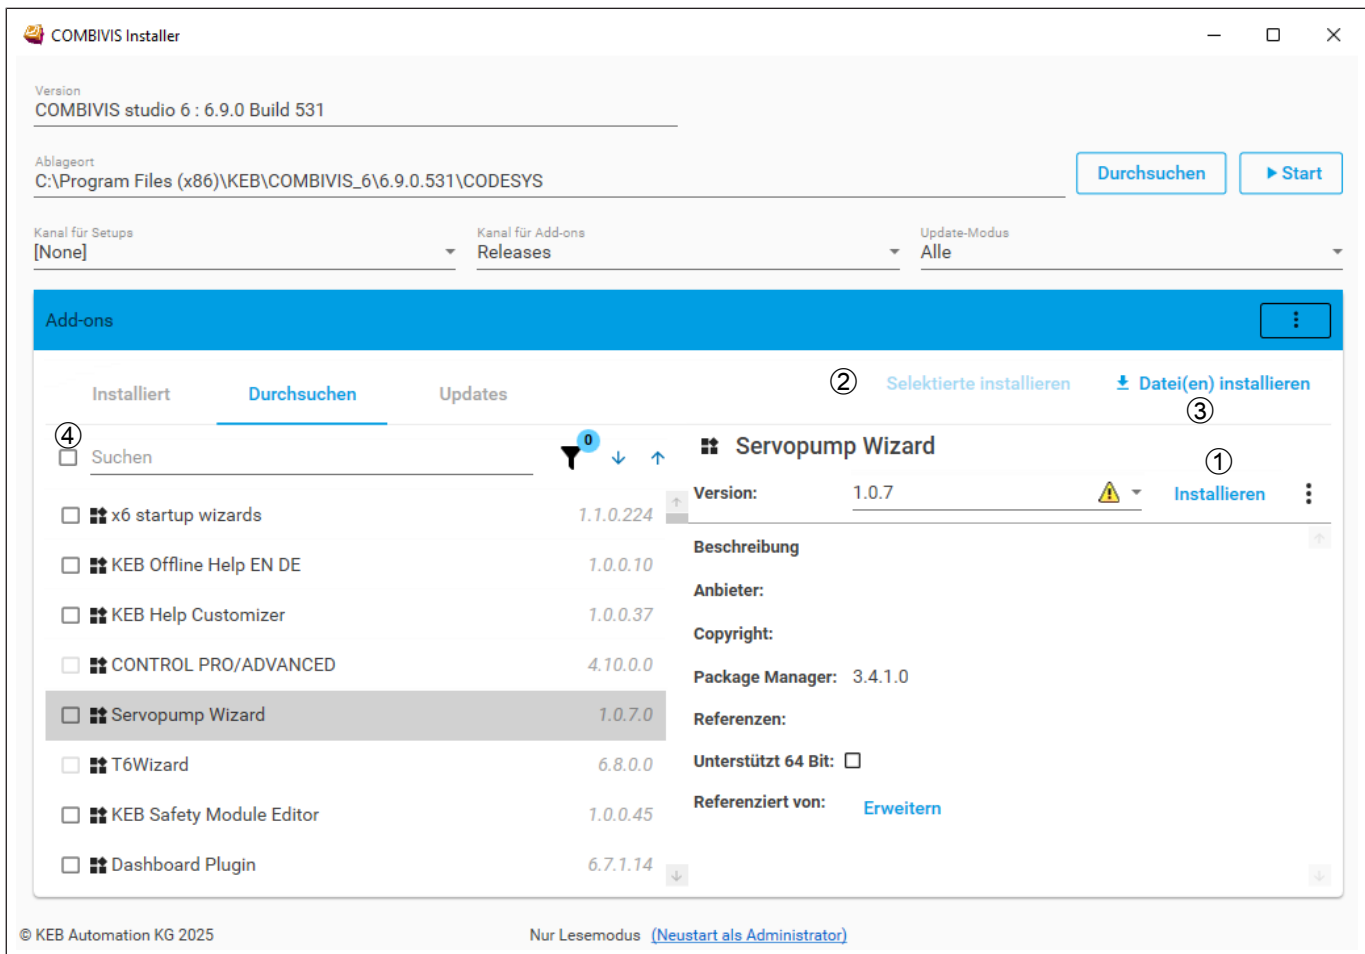 COMBIVIS Installer
Version
COMBIVIS studio 6 : 6.9.0 Build 531
Ablageort
C:\Program Files (x86)\KEB\COMBIVIS_6\6.9.0.531\CODESYS
Durchsuchen
Start
Kanal für Setups
[None]
Kanal für Add-ons
Releases
Update-Modus
Alle
Add-ons
Installiert
Durchsuchen
Updates
②
Selektierte installieren
Datei(en) installieren
③
④
Suchen
0
x6 startup wizards 1.1.0.224
KEB Offline Help EN DE 1.0.0.10
KEB Help Customizer 1.0.0.37
CONTROL PRO/ADVANCED 4.10.0.0
Servopump Wizard 1.0.7.0
T6Wizard 6.8.0.0
KEB Safety Module Editor 1.0.0.45
Dashboard Plugin 6.7.1.14
Servopump Wizard
①
Version: 1.0.7
Installieren
Beschreibung
Anbieter:
Copyright:
Package Manager: 3.4.1.0
Referenzen:
Unterstützt 64 Bit:
Referenziert von: Erweitern
© KEB Automation KG 2025
Nur Lesemodus (Neustart als Administrator)